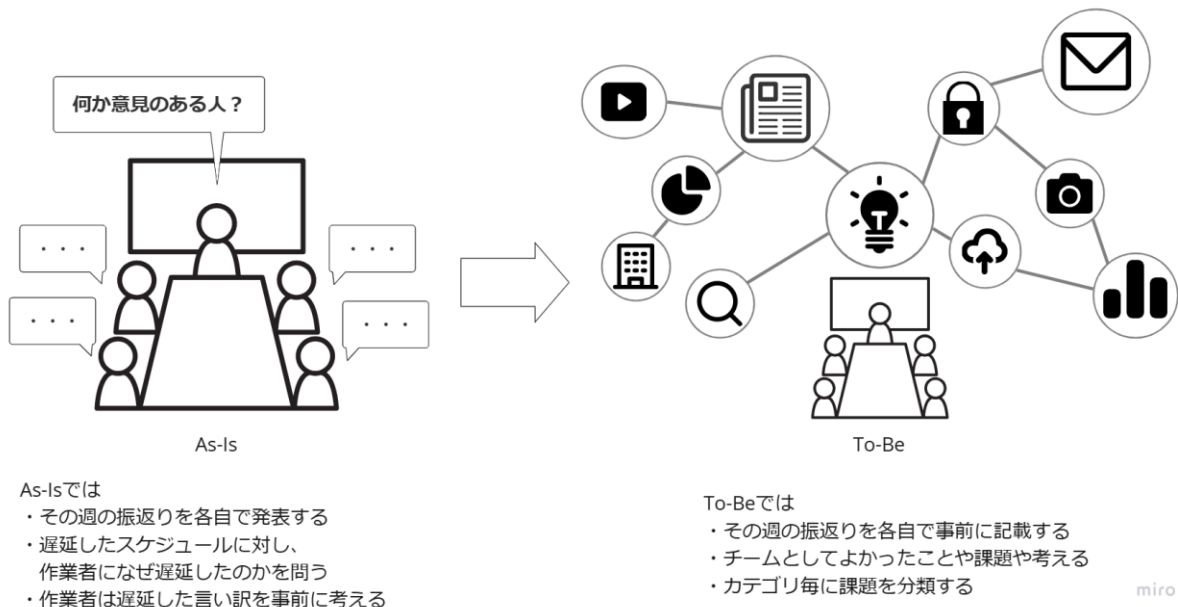 何か意見のある人？
・・・
・・・
・・・
・・・
As-Is
To-Be
As-Isでは
・その週の振返りを各自で発表する
・遅延したスケジュールに対し、
作業者になぜ遅延したのかを問う
・作業者は遅延した言い訳を事前に考える
To-Beでは
・その週の振返りを各自で事前に記載する
・チームとしてよかったことや課題や考える
・カテゴリ毎に課題を分類する
miro